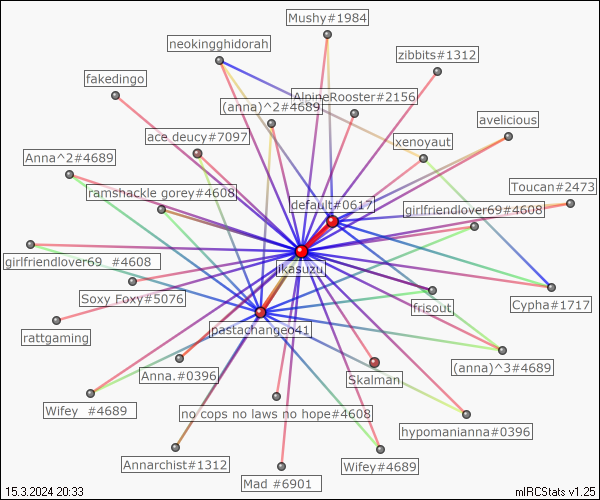 Mushy#1984
neokingghidorah
zibbits#1312
fakedingo
AlpineRooster#2156
(anna)^2#4689
avelicious
ace deucy#7097
xenoyaut
Anna^2#4689
Toucan#2473
ramshackle gorey#4608
default#0617
girlfriendlover69#4608
girlfriendlover69_ #4608
ikasuzu
Soxy Foxy#5076
frisout
Cypha#1717
pastachangeo41
rattgaming
(anna)^3#4689
Anna.#0396
Skalman
Wifey  #4689
no cops no laws no hope#4608
hypomanianna#0396
Annarchist#1312
Wifey#4689
Mad #6901
15.3.2024 20:33
mIRCStats v1.25